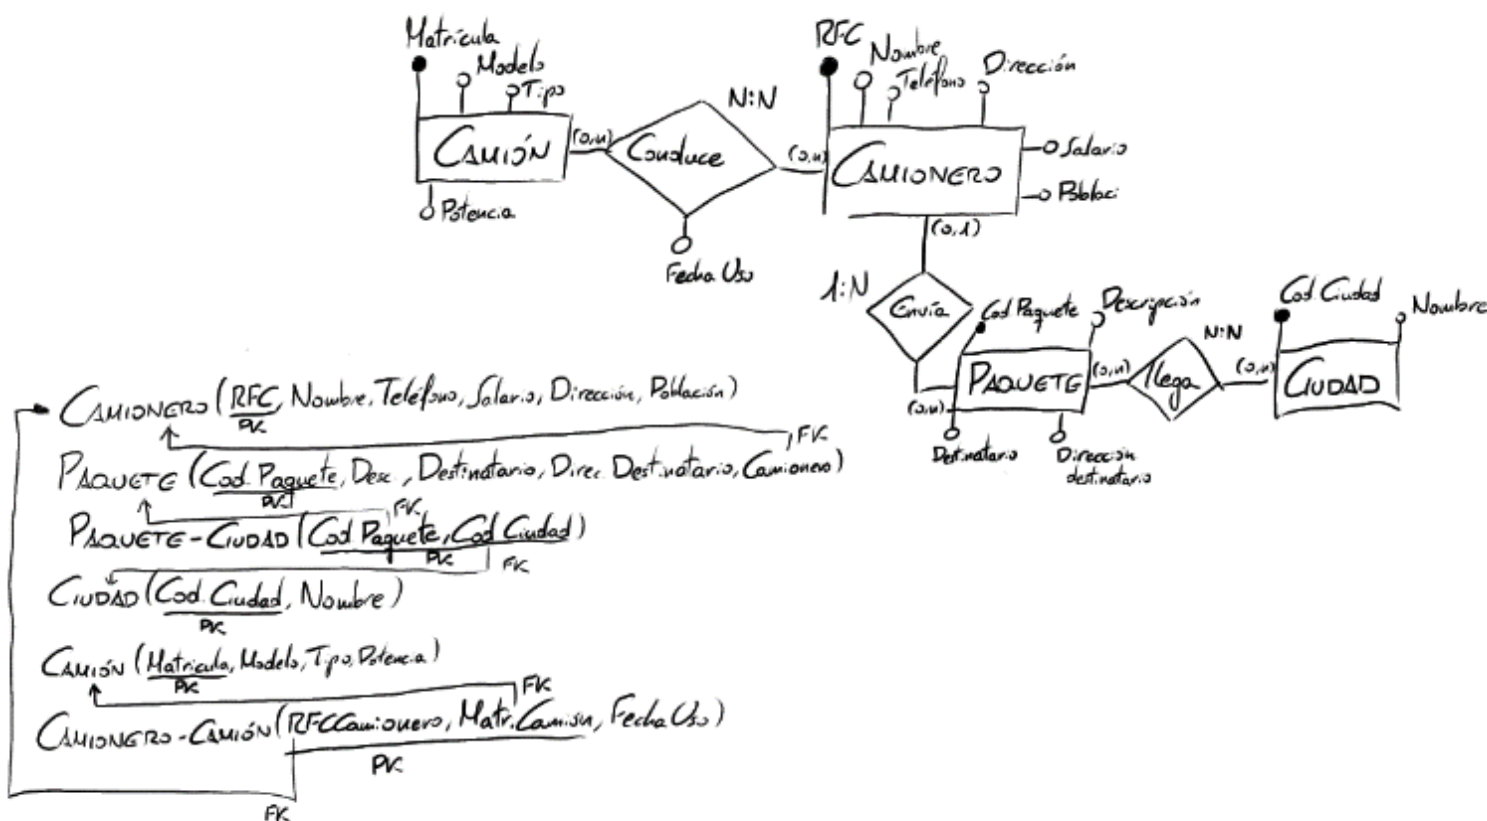 Matrícula
Modelo
Tipo
CAMIÓN
Potencia
(0,n)
Conduce
N:N
(0,n)
Fecha Uso
RFC
Nombre
Teléfono
Dirección
CAMIONERO
Salario
Poblaci
(0,1)
1:N
Envía
(0,n)
Cod Paquete
Descripción
PAQUETE
Destinatario
Dirección
destinatario
(0,n)
llega
N:N
(0,n)
Cod Ciudad
Nombre
CIUDAD
CAMIONERO (RFC, Nombre, Teléfono, Salario, Dirección, Población)
PK
FK
PAQUETE (Cod. Paquete, Desc, Destinatario, Direc. Destinatario, Camionero)
PK
FK
PAQUETE-CIUDAD (Cod Paquete, Cod Ciudad)
PK
FK
CIUDAD (Cod. Ciudad, Nombre)
PK
CAMIÓN (Matricula, Modelo, Tipo, Potencia)
PK
FK
CAMIONERO-CAMIÓN (RFCCamionero, Matr.Camión, Fecha Uso)
PK
FK